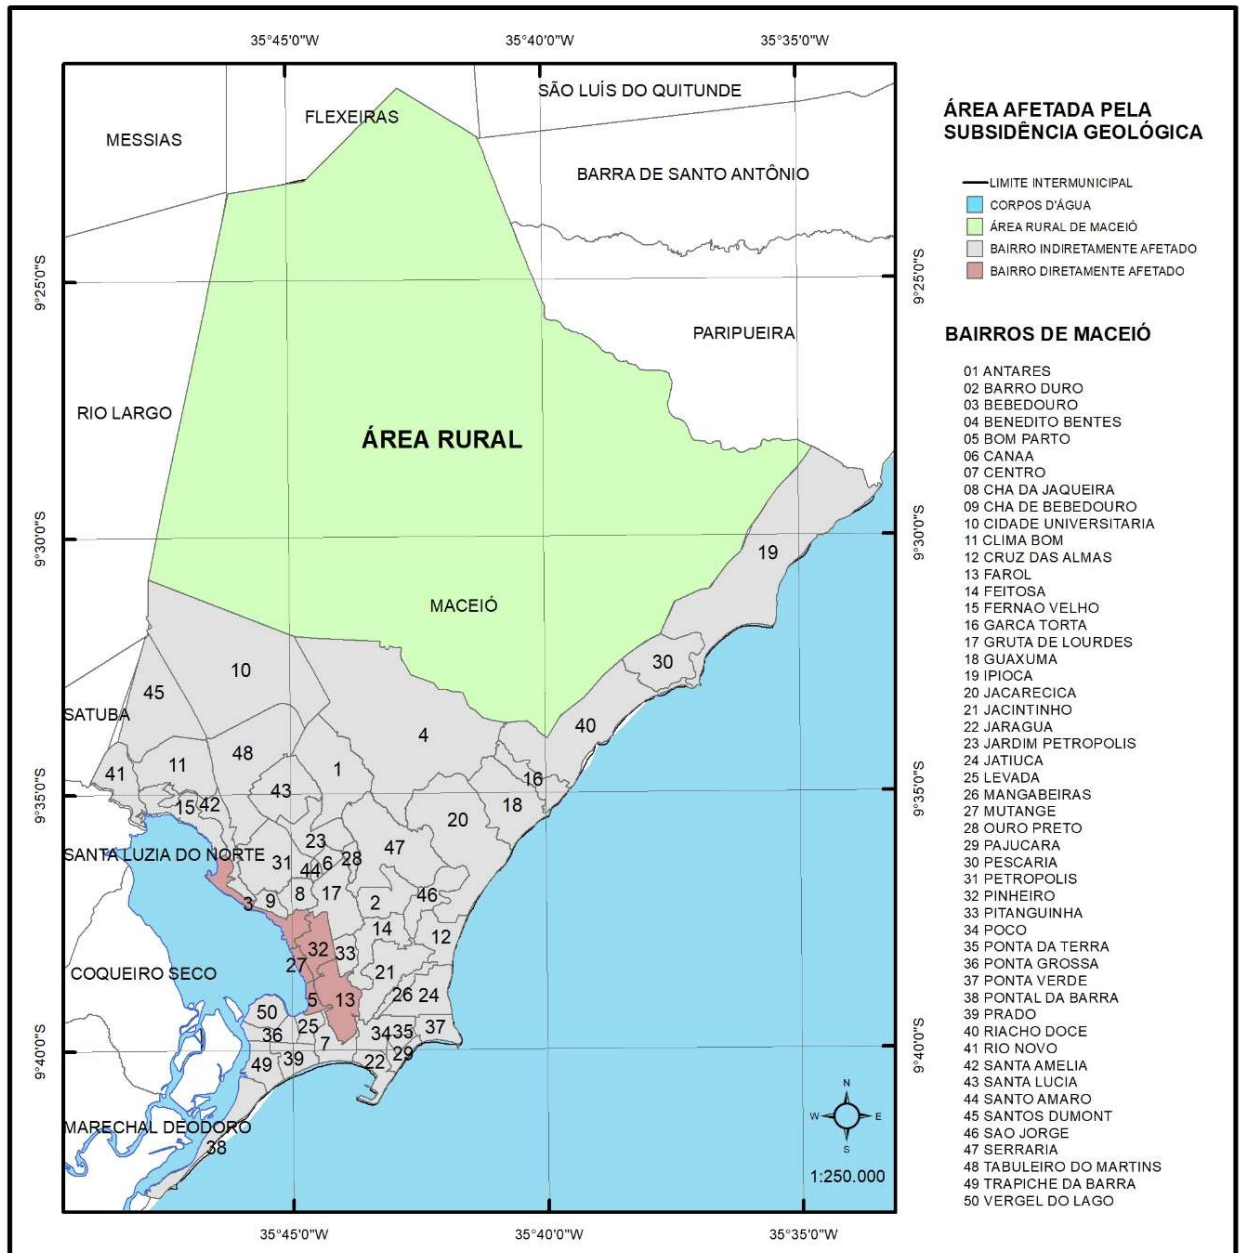 35°45'0"W 35°40'0"W 35°35'0"W
SÃO LUÍS DO QUITUNDE
FLEXEIRAS
MESSIAS
BARRA DE SANTO ANTÔNIO
9°25'0"S 9°25'0"S
PARIPUEIRA
RIO LARGO
ÁREA RURAL
9°30'0"S 9°30'0"S
19
MACEIÓ
30
10
45
SATUBA
40
4
48
11
1
41
16
43
9°35'0"S 9°35'0"S
15 42
18
20
23
47
SANTA LUZIA DO NORTE
31
6
28
44
8
17
46
3
9
2
14
12
32
33
27
COQUEIRO SECO
21
5
13
26
24
50
25
36
34
35
37
7
9°40'0"S 9°40'0"S
49
39
22
29
MARECHAL DEODORO
38
N
W E
S
1:250.000
35°45'0"W 35°40'0"W 35°35'0"W
ÁREA AFETADA PELA
SUBSIDÊNCIA GEOLÓGICA
LIMITE INTERMUNICIPAL
CORPOS D'ÁGUA
ÁREA RURAL DE MACEIÓ
BAIRRO INDIRETAMENTE AFETADO
BAIRRO DIRETAMENTE AFETADO
BAIRROS DE MACEIÓ
01 ANTARES
02 BARRO DURO
03 BEBEDOURO
04 BENEDITO BENTES
05 BOM PARTO
06 CANAA
07 CENTRO
08 CHA DA JAQUEIRA
09 CHA DE BEBEDOURO
10 CIDADE UNIVERSITARIA
11 CLIMA BOM
12 CRUZ DAS ALMAS
13 FAROL
14 FEITOSA
15 FERNAO VELHO
16 GARCA TORTA
17 GRUTA DE LOURDES
18 GUAXUMA
19 IPIOCA
20 JACARECICA
21 JACINTINHO
22 JARAGUA
23 JARDIM PETROPOLIS
24 JATIUCA
25 LEVADA
26 MANGABEIRAS
27 MUTANGE
28 OURO PRETO
29 PAJUCARA
30 PESCARIA
31 PETROPOLIS
32 PINHEIRO
33 PITANGUINHA
34 POCO
35 PONTA DA TERRA
36 PONTA GROSSA
37 PONTA VERDE
38 PONTAL DA BARRA
39 PRADO
40 RIACHO DOCE
41 RIO NOVO
42 SANTA AMELIA
43 SANTA LUCIA
44 SANTO AMARO
45 SANTOS DUMONT
46 SAO JORGE
47 SERRARIA
48 TABULEIRO DO MARTINS
49 TRAPICHE DA BARRA
50 VERGEL DO LAGO